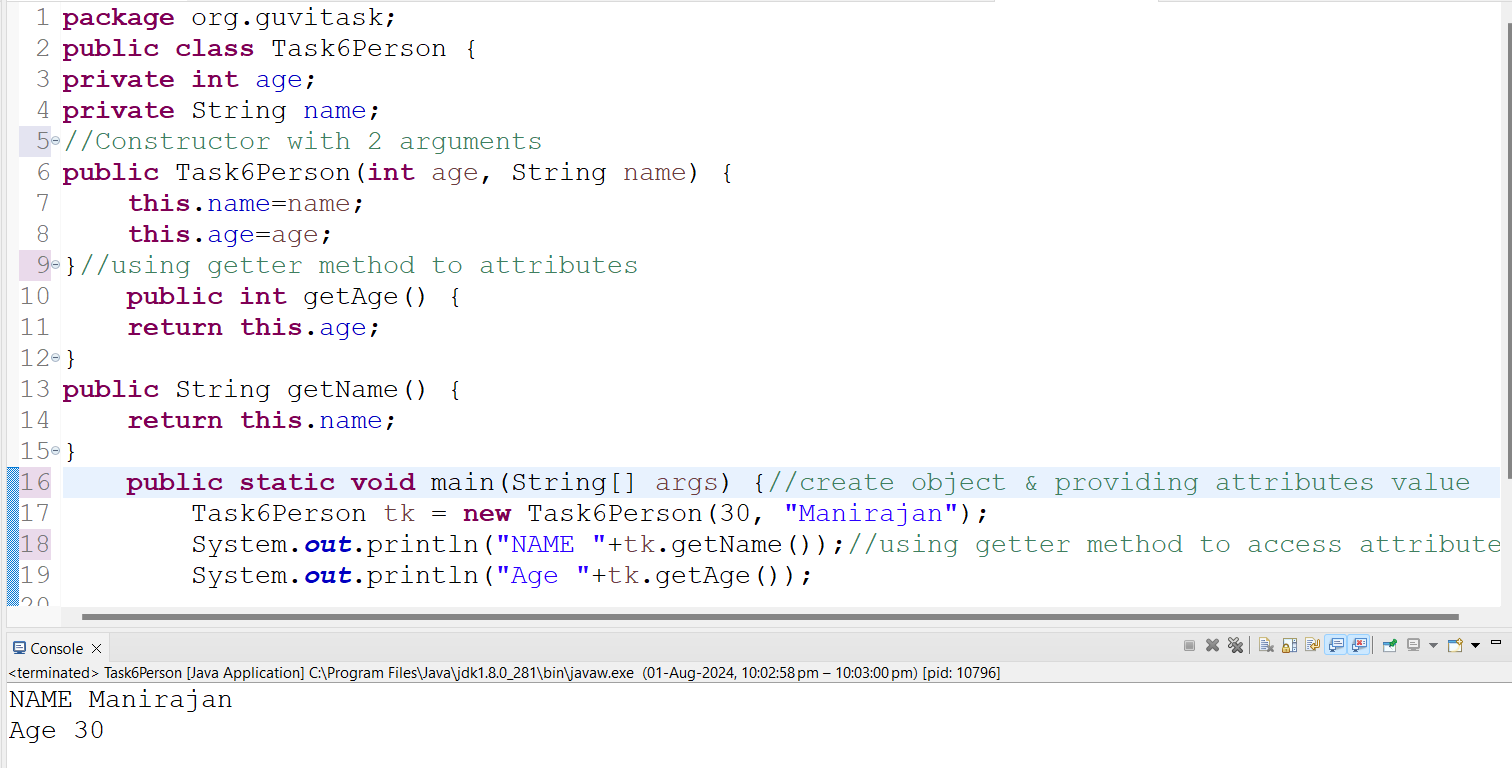 1 package org.guvitask;
2 public class Task6Person {
3 private int age;
4 private String name;
5 //Constructor with 2 arguments
6 public Task6Person(int age, String name) {
7     this.name=name;
8     this.age=age;
9 }//using getter method to attributes
10     public int getAge() {
11     return this.age;
12 }
13 public String getName() {
14     return this.name;
15 }
16     public static void main(String[] args) {//create object & providing attributes value
17         Task6Person tk = new Task6Person(30, "Manirajan");
18         System.out.println("NAME "+tk.getName());//using getter method to access attribute
19         System.out.println("Age "+tk.getAge());
20
Console
<terminated> Task6Person [Java Application] C:\Program Files\Java\jdk1.8.0_281\bin\javaw.exe (01-Aug-2024, 10:02:58 pm – 10:03:00 pm) [pid: 10796]
NAME Manirajan
Age 30